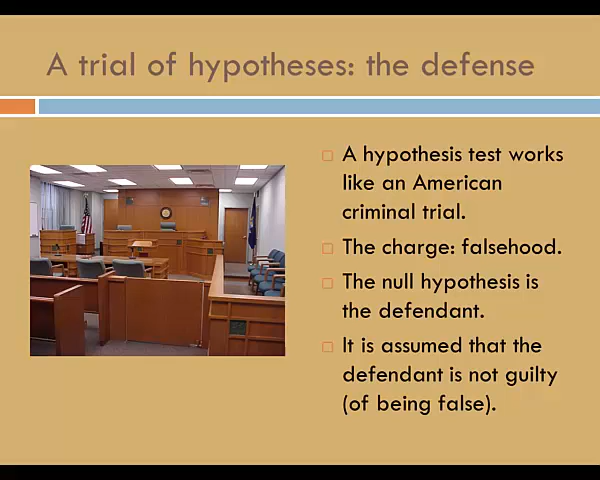 A trial of hypotheses: the defense
A hypothesis test works
like an American
criminal trial.
The charge: falsehood.
The null hypothesis is
the defendant.
It is assumed that the
defendant is not guilty
(of being false).